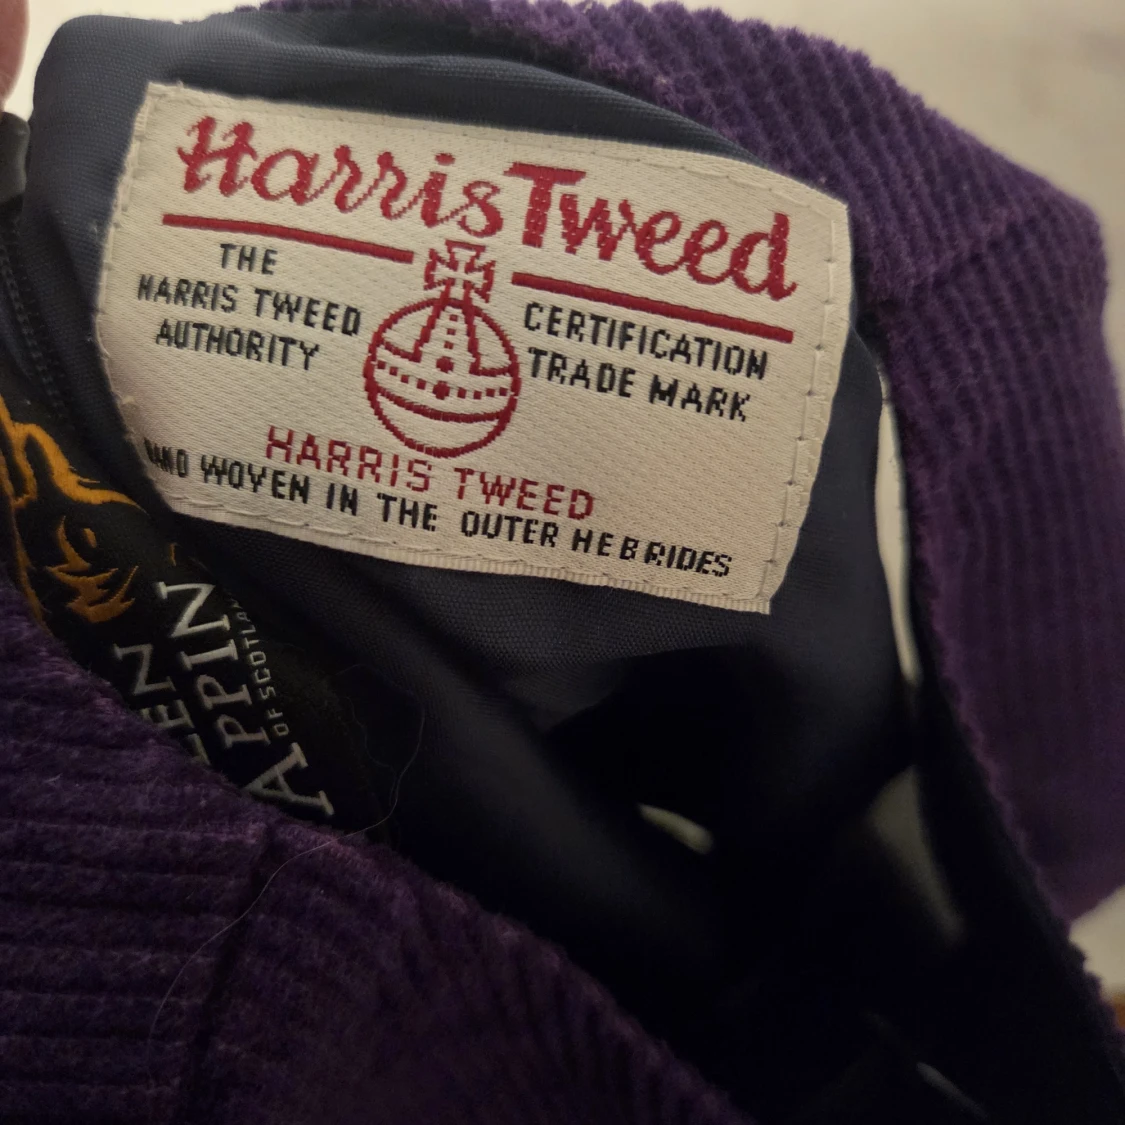 Harris Tweed
THE
HARRIS TWEED
AUTHORITY
CERTIFICATION
TRADE MARK
HARRIS TWEED
WOVEN IN THE OUTER HEBRIDES
APPIN